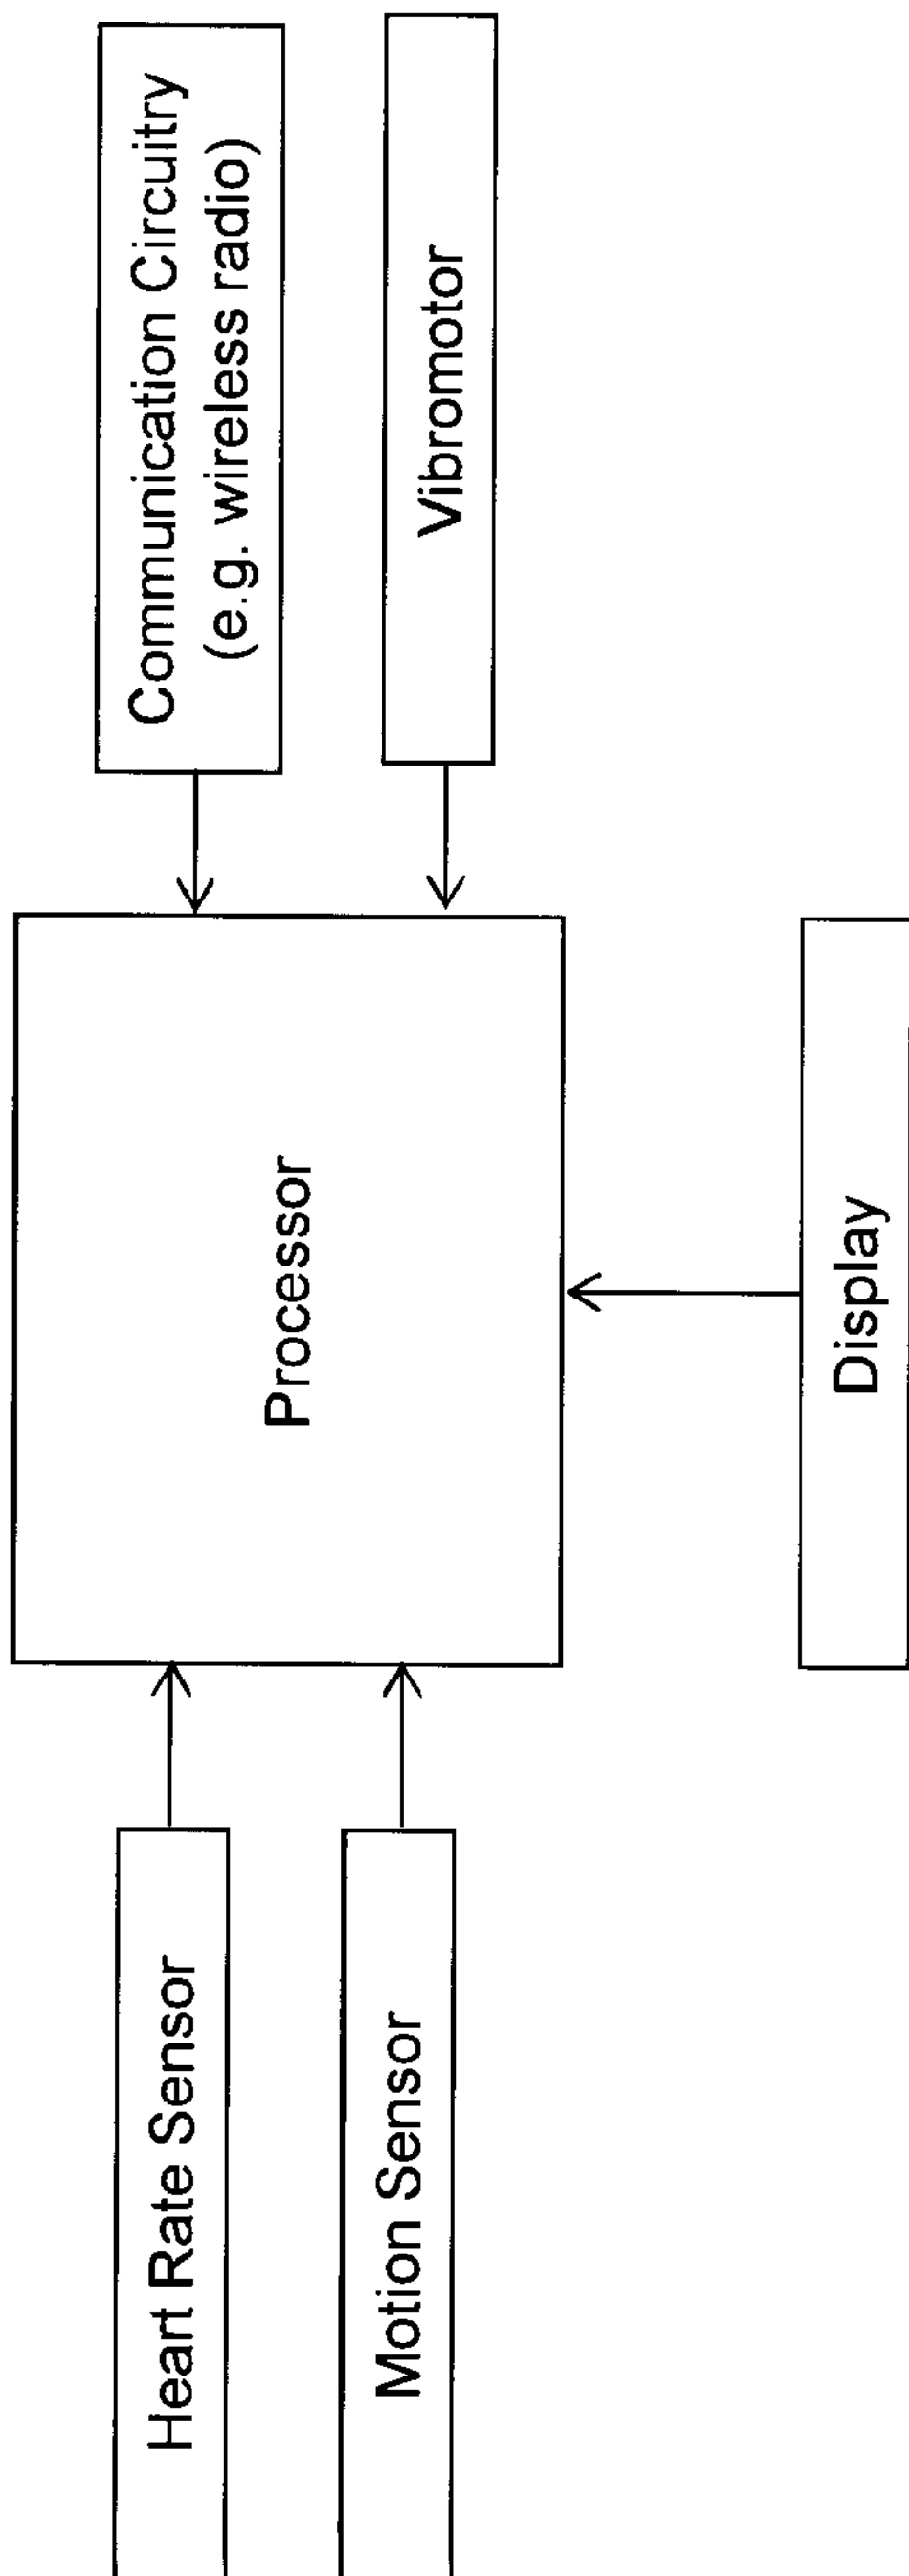 Heart Rate Sensor
Motion Sensor
Processor
Communication Circuitry
(e.g. wireless radio)
Vibromotor
Display